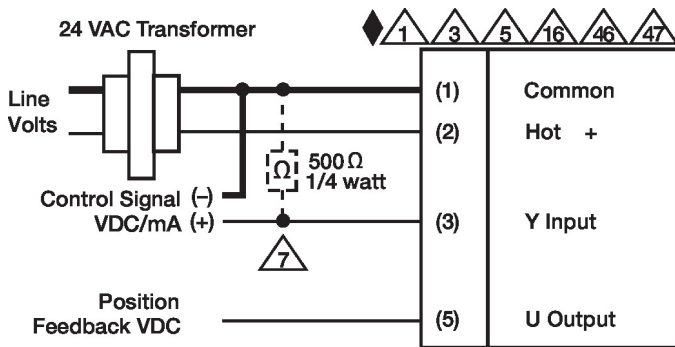 24 VAC Transformer
1 3 5 16 46 47
Line
Volts
(1) Common
(2) Hot +
Ω 500Ω
1/4 watt
Control Signal (–)
VDC/mA (+)
(3) Y Input
7
Position
Feedback VDC
(5) U Output